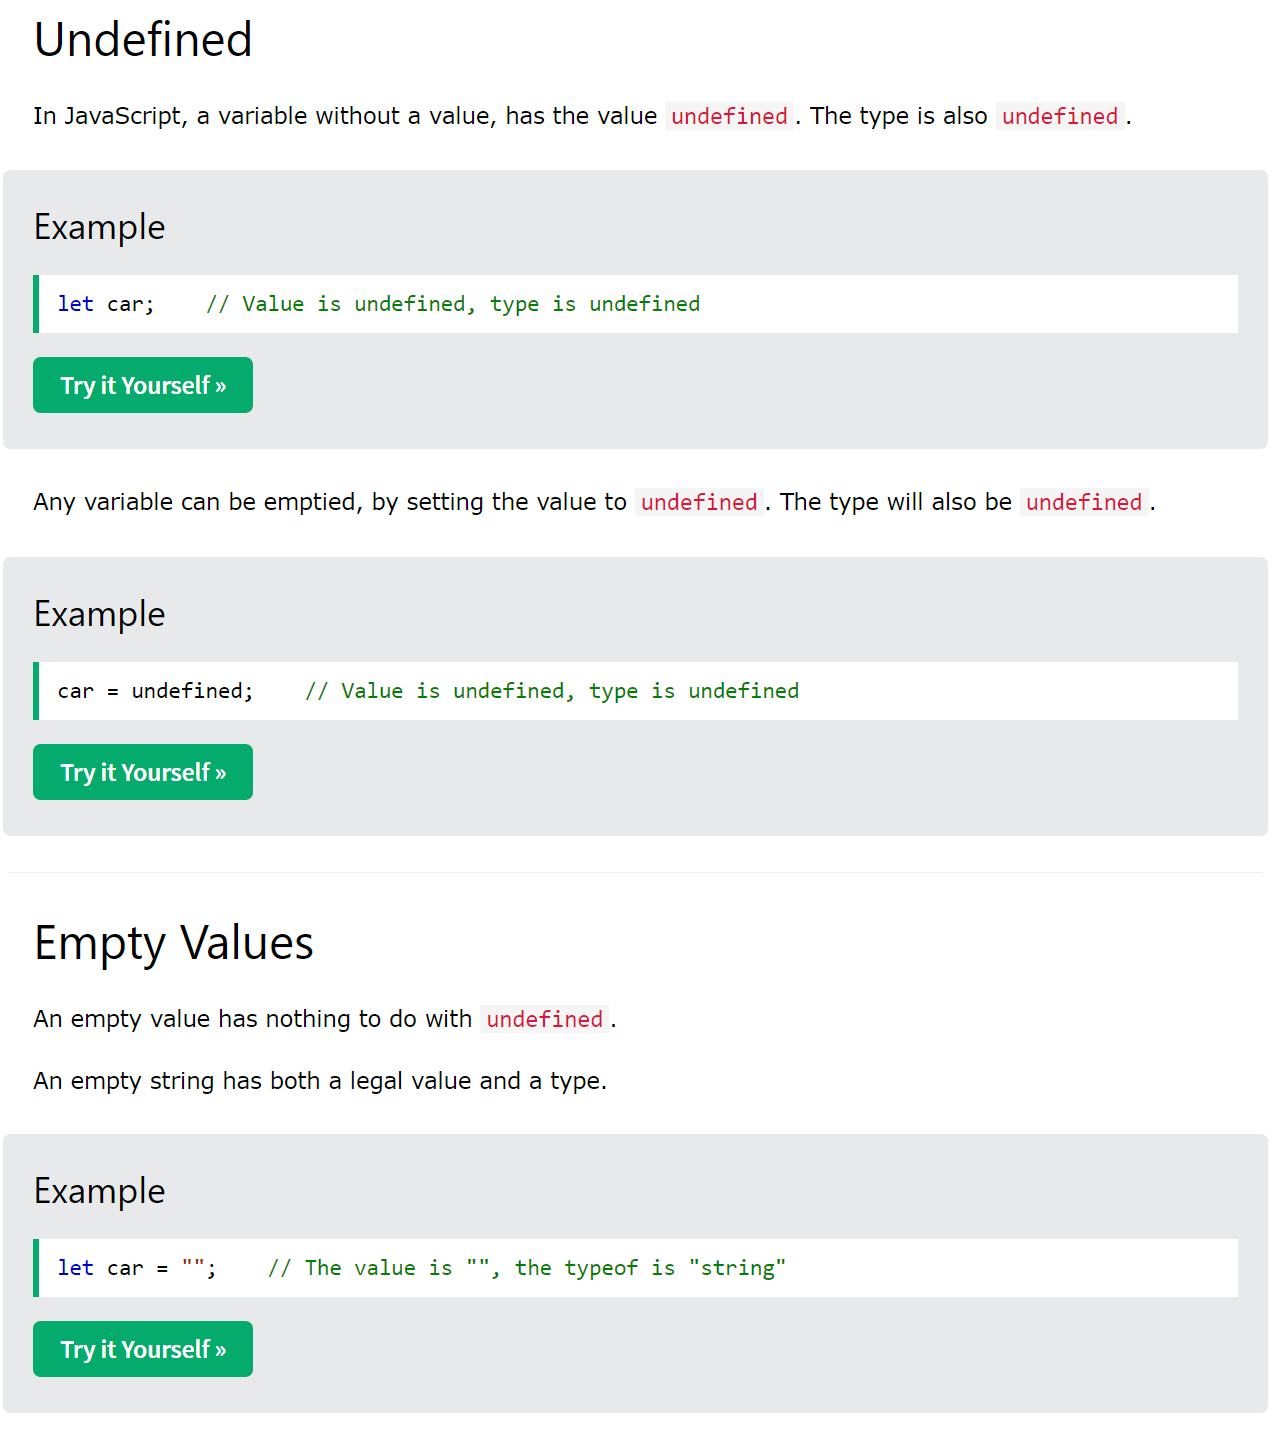 Undefined
In JavaScript, a variable without a value, has the value undefined. The type is also undefined.
Example
let car;    // Value is undefined, type is undefined
Try it Yourself »
Any variable can be emptied, by setting the value to undefined. The type will also be undefined.
Example
car = undefined;    // Value is undefined, type is undefined
Try it Yourself »
Empty Values
An empty value has nothing to do with undefined.
An empty string has both a legal value and a type.
Example
let car = "";    // The value is "", the typeof is "string"
Try it Yourself »